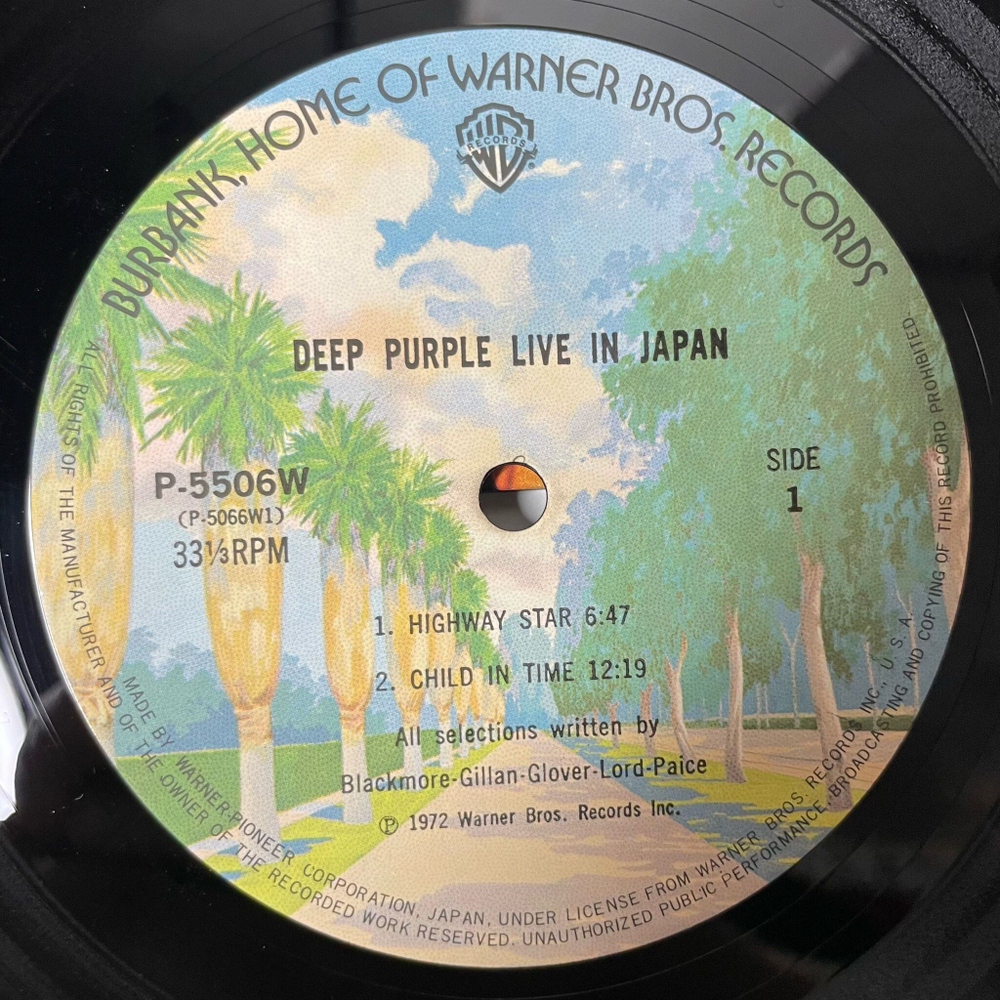 BURBANK, HOME OF WARNER BROS. RECORDS
RECORDS
DEEP PURPLE LIVE IN JAPAN
P-5506W
(P-5066W1)
33⅓RPM
SIDE
1
1. HIGHWAY STAR 6:47
2. CHILD IN TIME 12:19
All selections written by
Blackmore-Gillan-Glover-Lord-Paice
Ⓟ 1972 Warner Bros. Records Inc.
MADE BY WARNER-PIONEER CORPORATION, JAPAN, UNDER LICENSE FROM WARNER BROS. RECORDS INC., U.S.A.
ALL RIGHTS OF THE MANUFACTURER AND OF THE OWNER OF THE RECORDED WORK RESERVED. UNAUTHORIZED PUBLIC PERFORMANCE, BROADCASTING AND COPYING OF THIS RECORD PROHIBITED.